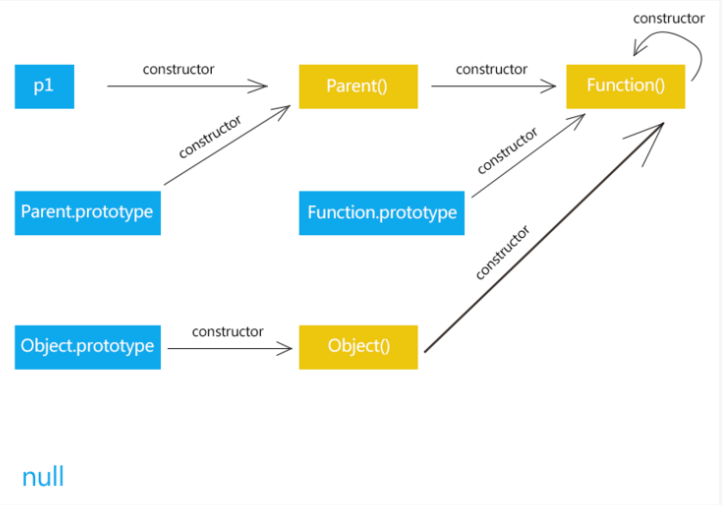 constructor
p1
constructor
Parent()
constructor
Function()
constructor
constructor
Parent.prototype
Function.prototype
constructor
Object.prototype
constructor
Object()
null